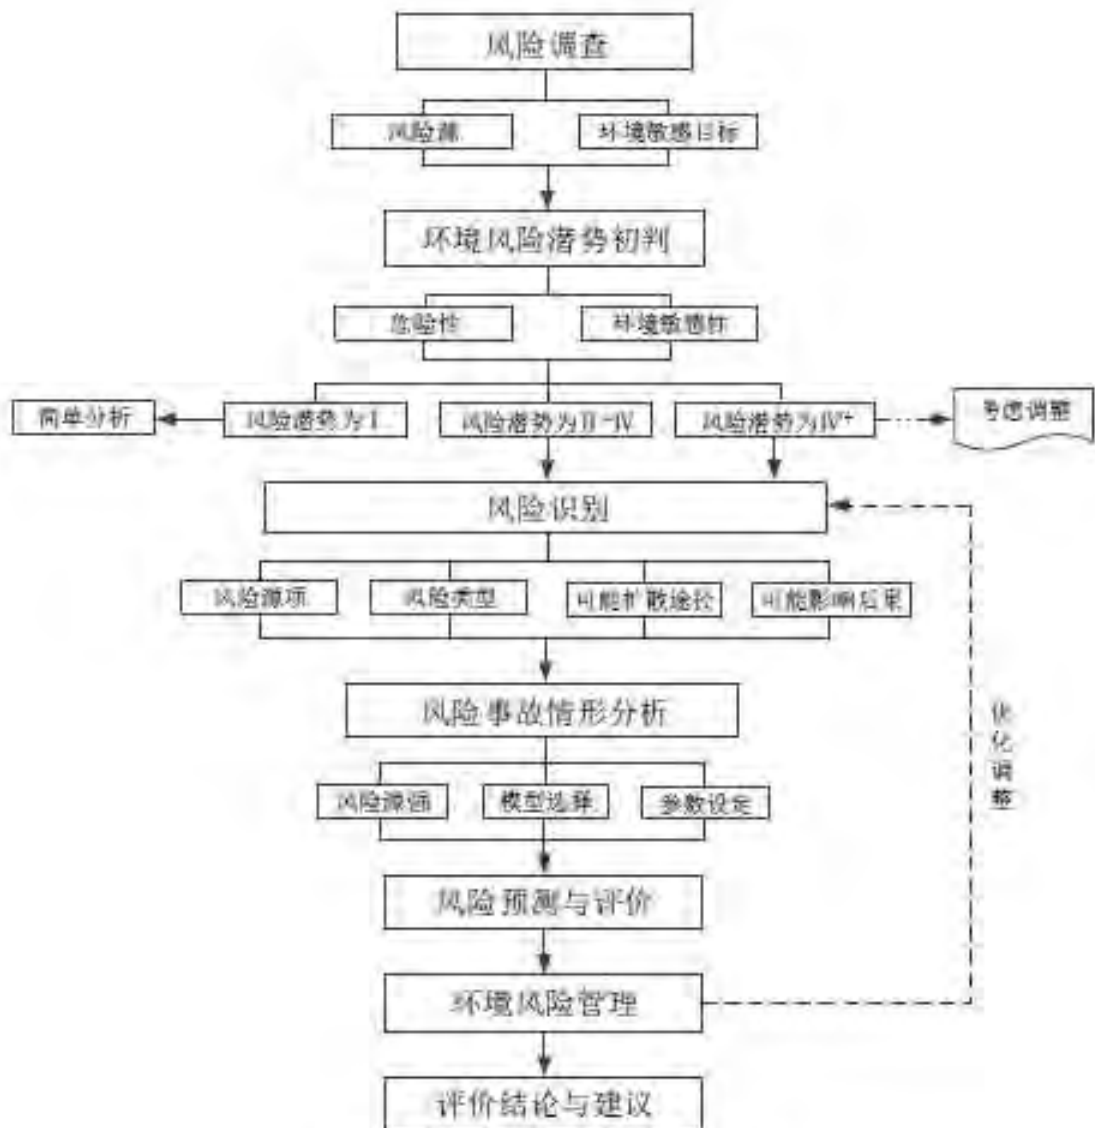 风险调查
风险源
环境敏感目标
环境风险潜势初判
危险性
环境敏感性
简单分析
风险潜势为Ⅰ
风险潜势为Ⅱ-Ⅳ
风险潜势为Ⅳ+
考虑调整
风险识别
风险源项
风险类型
可能扩散途径
可能影响后果
风险事故情形分析
优化调整
风险源强
模型选择
参数设定
风险预测与评价
环境风险管理
评价结论与建议